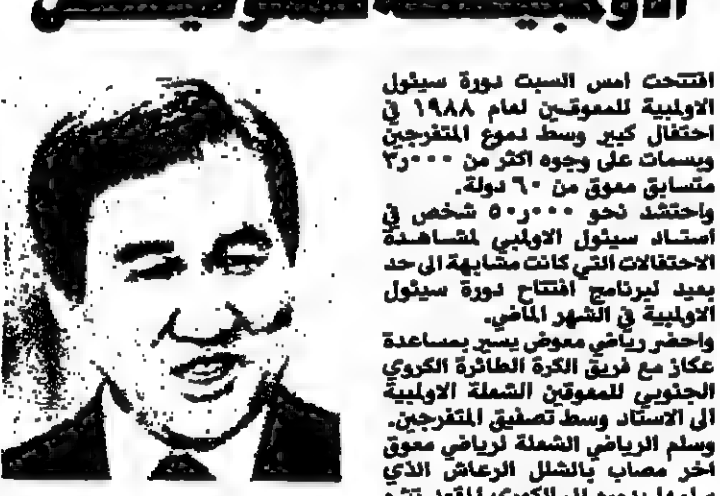 افتتحت امس السبت دورة سيئول
الاولمبية للمعوقين لعام ١٩٨٨ في
احتفال كبير وسط دموع المتفرجين
وبسمات على وجوه اكثر من ٠٠٠ر٣
متسابق معوق من ٦٠ دولة.
واحتشد نحو ٠٠٠ر٥٠ شخص في
استاد سيئول الاولمبي لمشاهدة
الاحتفالات التي كانت مشابهة الى حد
بعيد لبرنامج افتتاح دورة سيئول
الاولمبية في الشهر الماضي.
واحضر رياضي معوض يسير بمساعدة
عكاز مع فريق الكرة الطائرة الكروي
الجنوبي للمعوقين الشعلة الاولمبية
الى الاستاد وسط تصفيق المتفرجين.
وسلم الرياضي الشعلة لرياضي معوق
اخر مصاب بالشلل الرعاش الذي